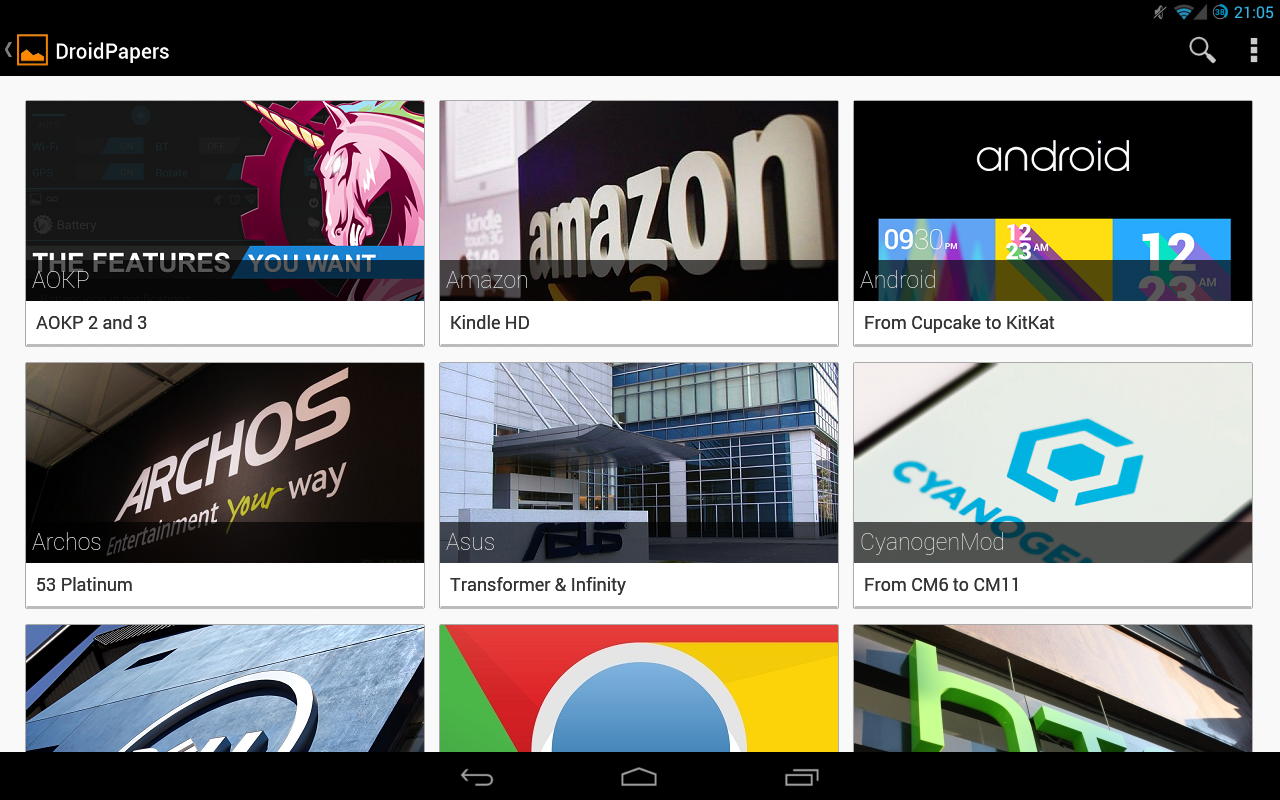 38 21:05
DroidPapers
AUTO
Wi-Fi ON BT OFF
GPS ON Rotate
Battery
THE FEATURES YOU WANT
AOKP
AOKP 2 and 3
kindle
touch 3G
$149
amazon
Amazon
Kindle HD
android
0930 PM
12
23 AM
12
23 AM
Android
From Cupcake to KitKat
ARCHOS
Entertainment your way
Archos
53 Platinum
ASUS
Asus
Transformer & Infinity
CYANOGEN
CyanogenMod
From CM6 to CM11